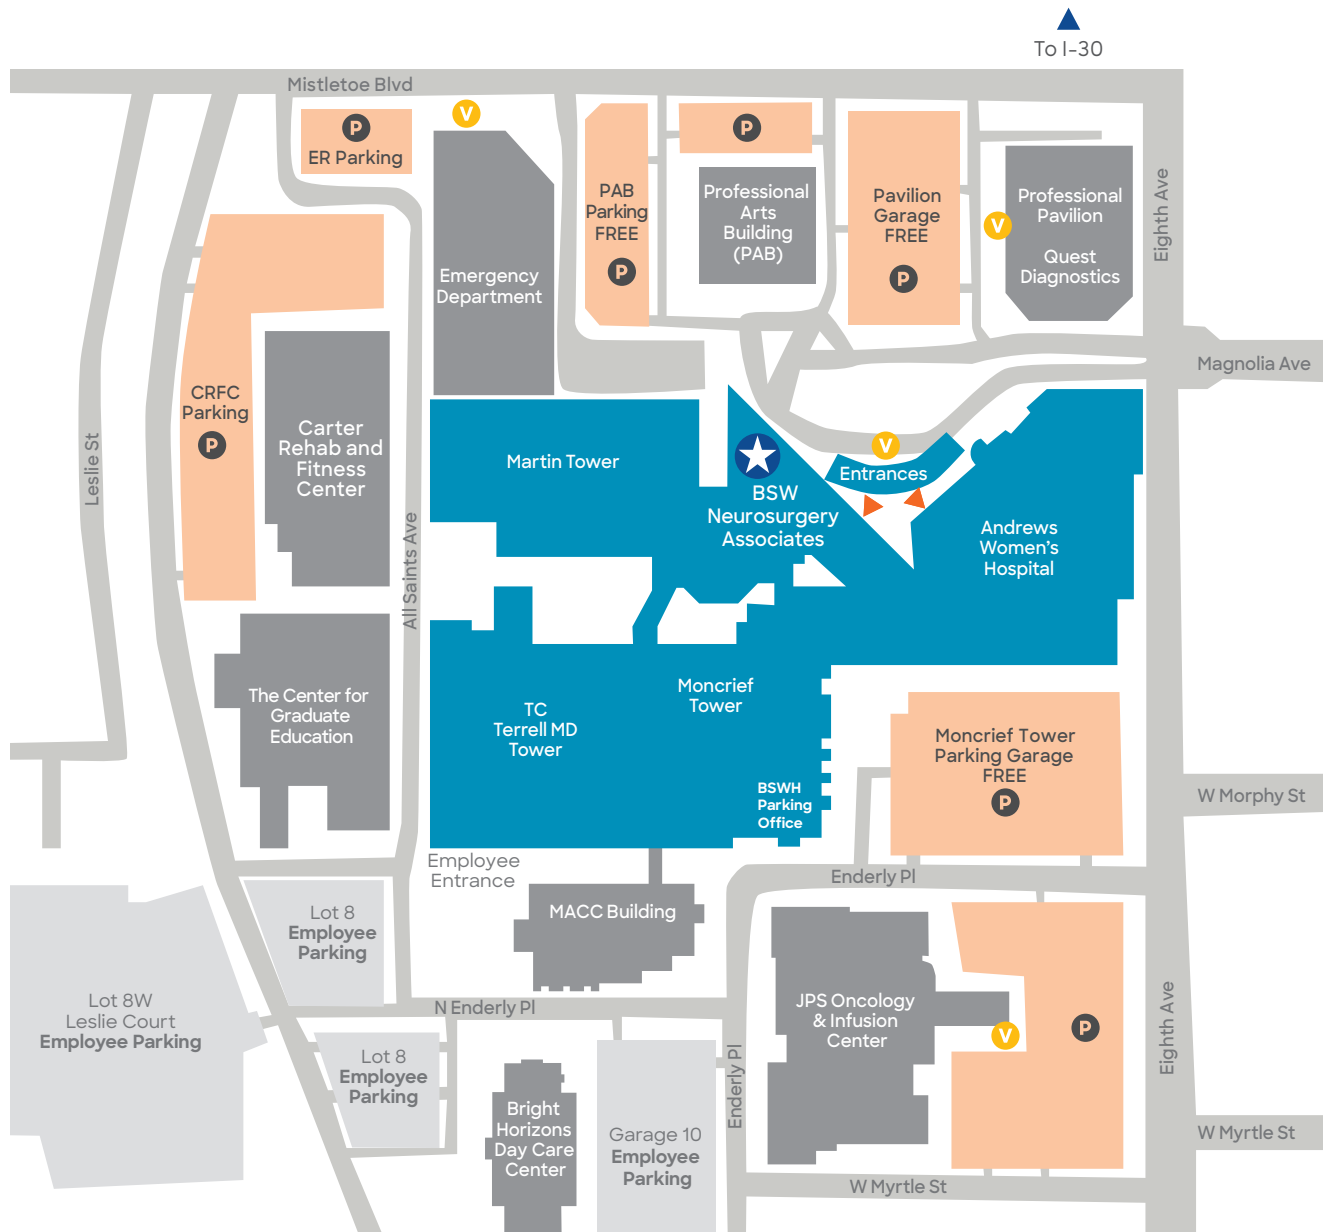 To I-30
Mistletoe Blvd
V
P
ER Parking
PAB
Parking
FREE
P
P
Professional
Arts
Building
(PAB)
Pavilion
Garage
FREE
P
V
Professional
Pavilion
Quest
Diagnostics
Eighth Ave
Magnolia Ave
Emergency
Department
CRFC
Parking
P
Carter
Rehab and
Fitness
Center
Leslie St
All Saints Ave
Martin Tower
BSW
Neurosurgery
Associates
V
Entrances
Andrews
Women's
Hospital
The Center for
Graduate
Education
TC
Terrell MD
Tower
Moncrief
Tower
BSWH
Parking
Office
Moncrief Tower
Parking Garage
FREE
P
W Morphy St
Employee
Entrance
Enderly Pl
MACC Building
Lot 8
Employee
Parking
Lot 8W
Leslie Court
Employee Parking
N Enderly Pl
JPS Oncology
& Infusion
Center
V
P
Eighth Ave
Lot 8
Employee
Parking
Enderly Pl
Bright
Horizons
Day Care
Center
Garage 10
Employee
Parking
W Myrtle St
W Myrtle St